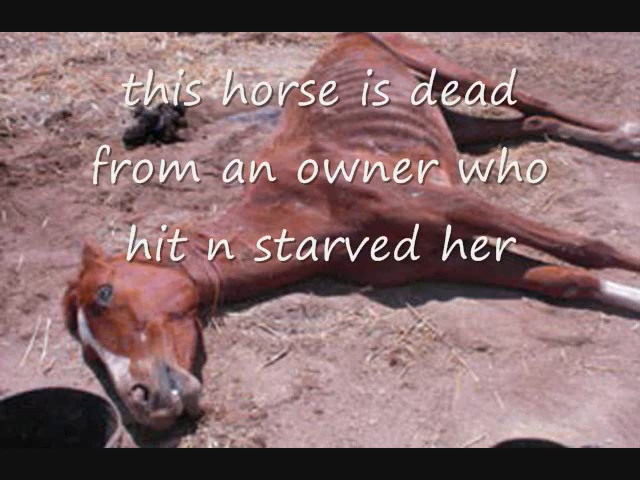 this horse is dead
from an owner who
hit n starved her